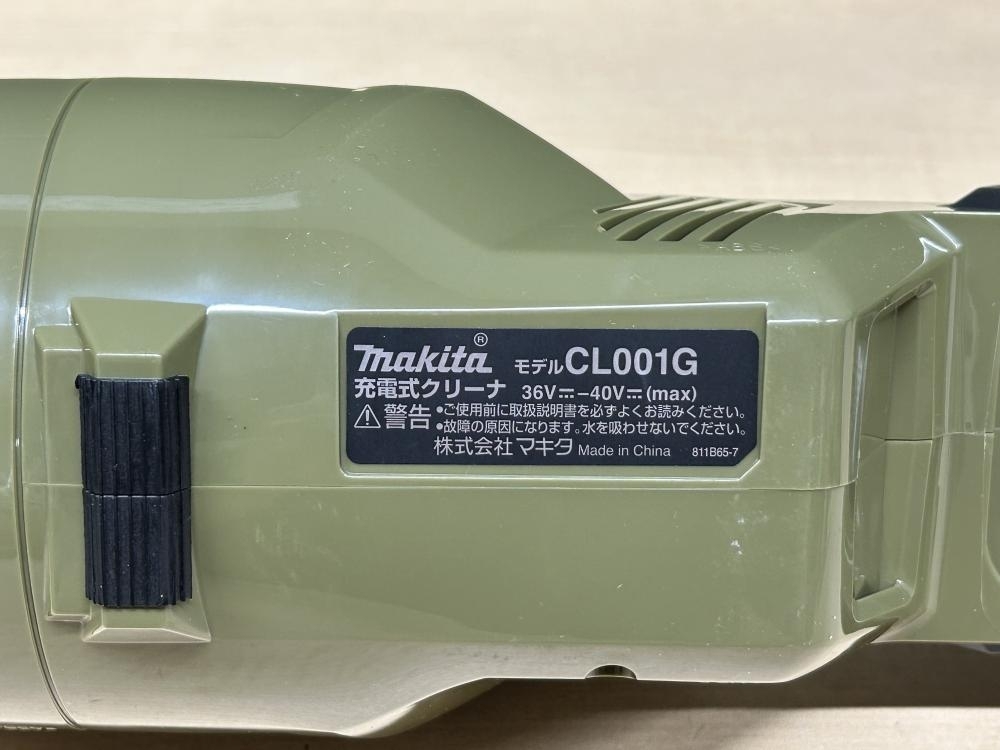 makita® モデルCL001G
充電式クリーナ 36V⎓-40V⎓(max)
⚠警告 •ご使用前に取扱説明書を必ずよくお読みください。
•故障の原因になります。水を吸わせないでください。
株式会社マキタ Made in China 811B65-7